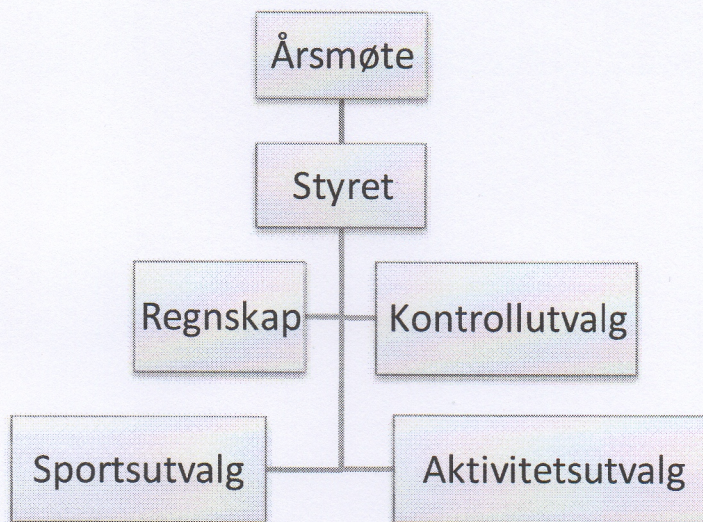 Årsmøte
Styret
Regnskap
Kontrollutvalg
Sportsutvalg
Aktivitetsutvalg